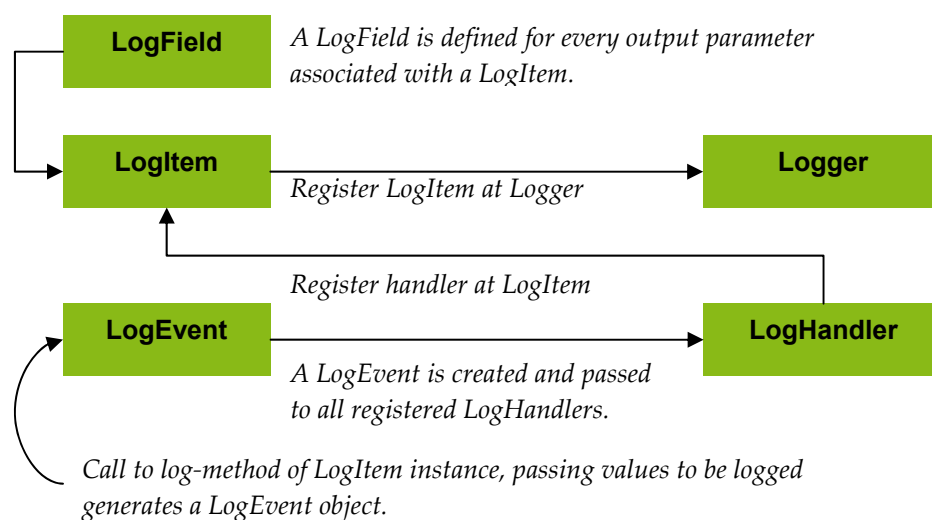 LogField
A LogField is defined for every output parameter
associated with a LogItem.
LogItem
Logger
Register LogItem at Logger
Register handler at LogItem
LogEvent
LogHandler
A LogEvent is created and passed
to all registered LogHandlers.
Call to log-method of LogItem instance, passing values to be logged
generates a LogEvent object.